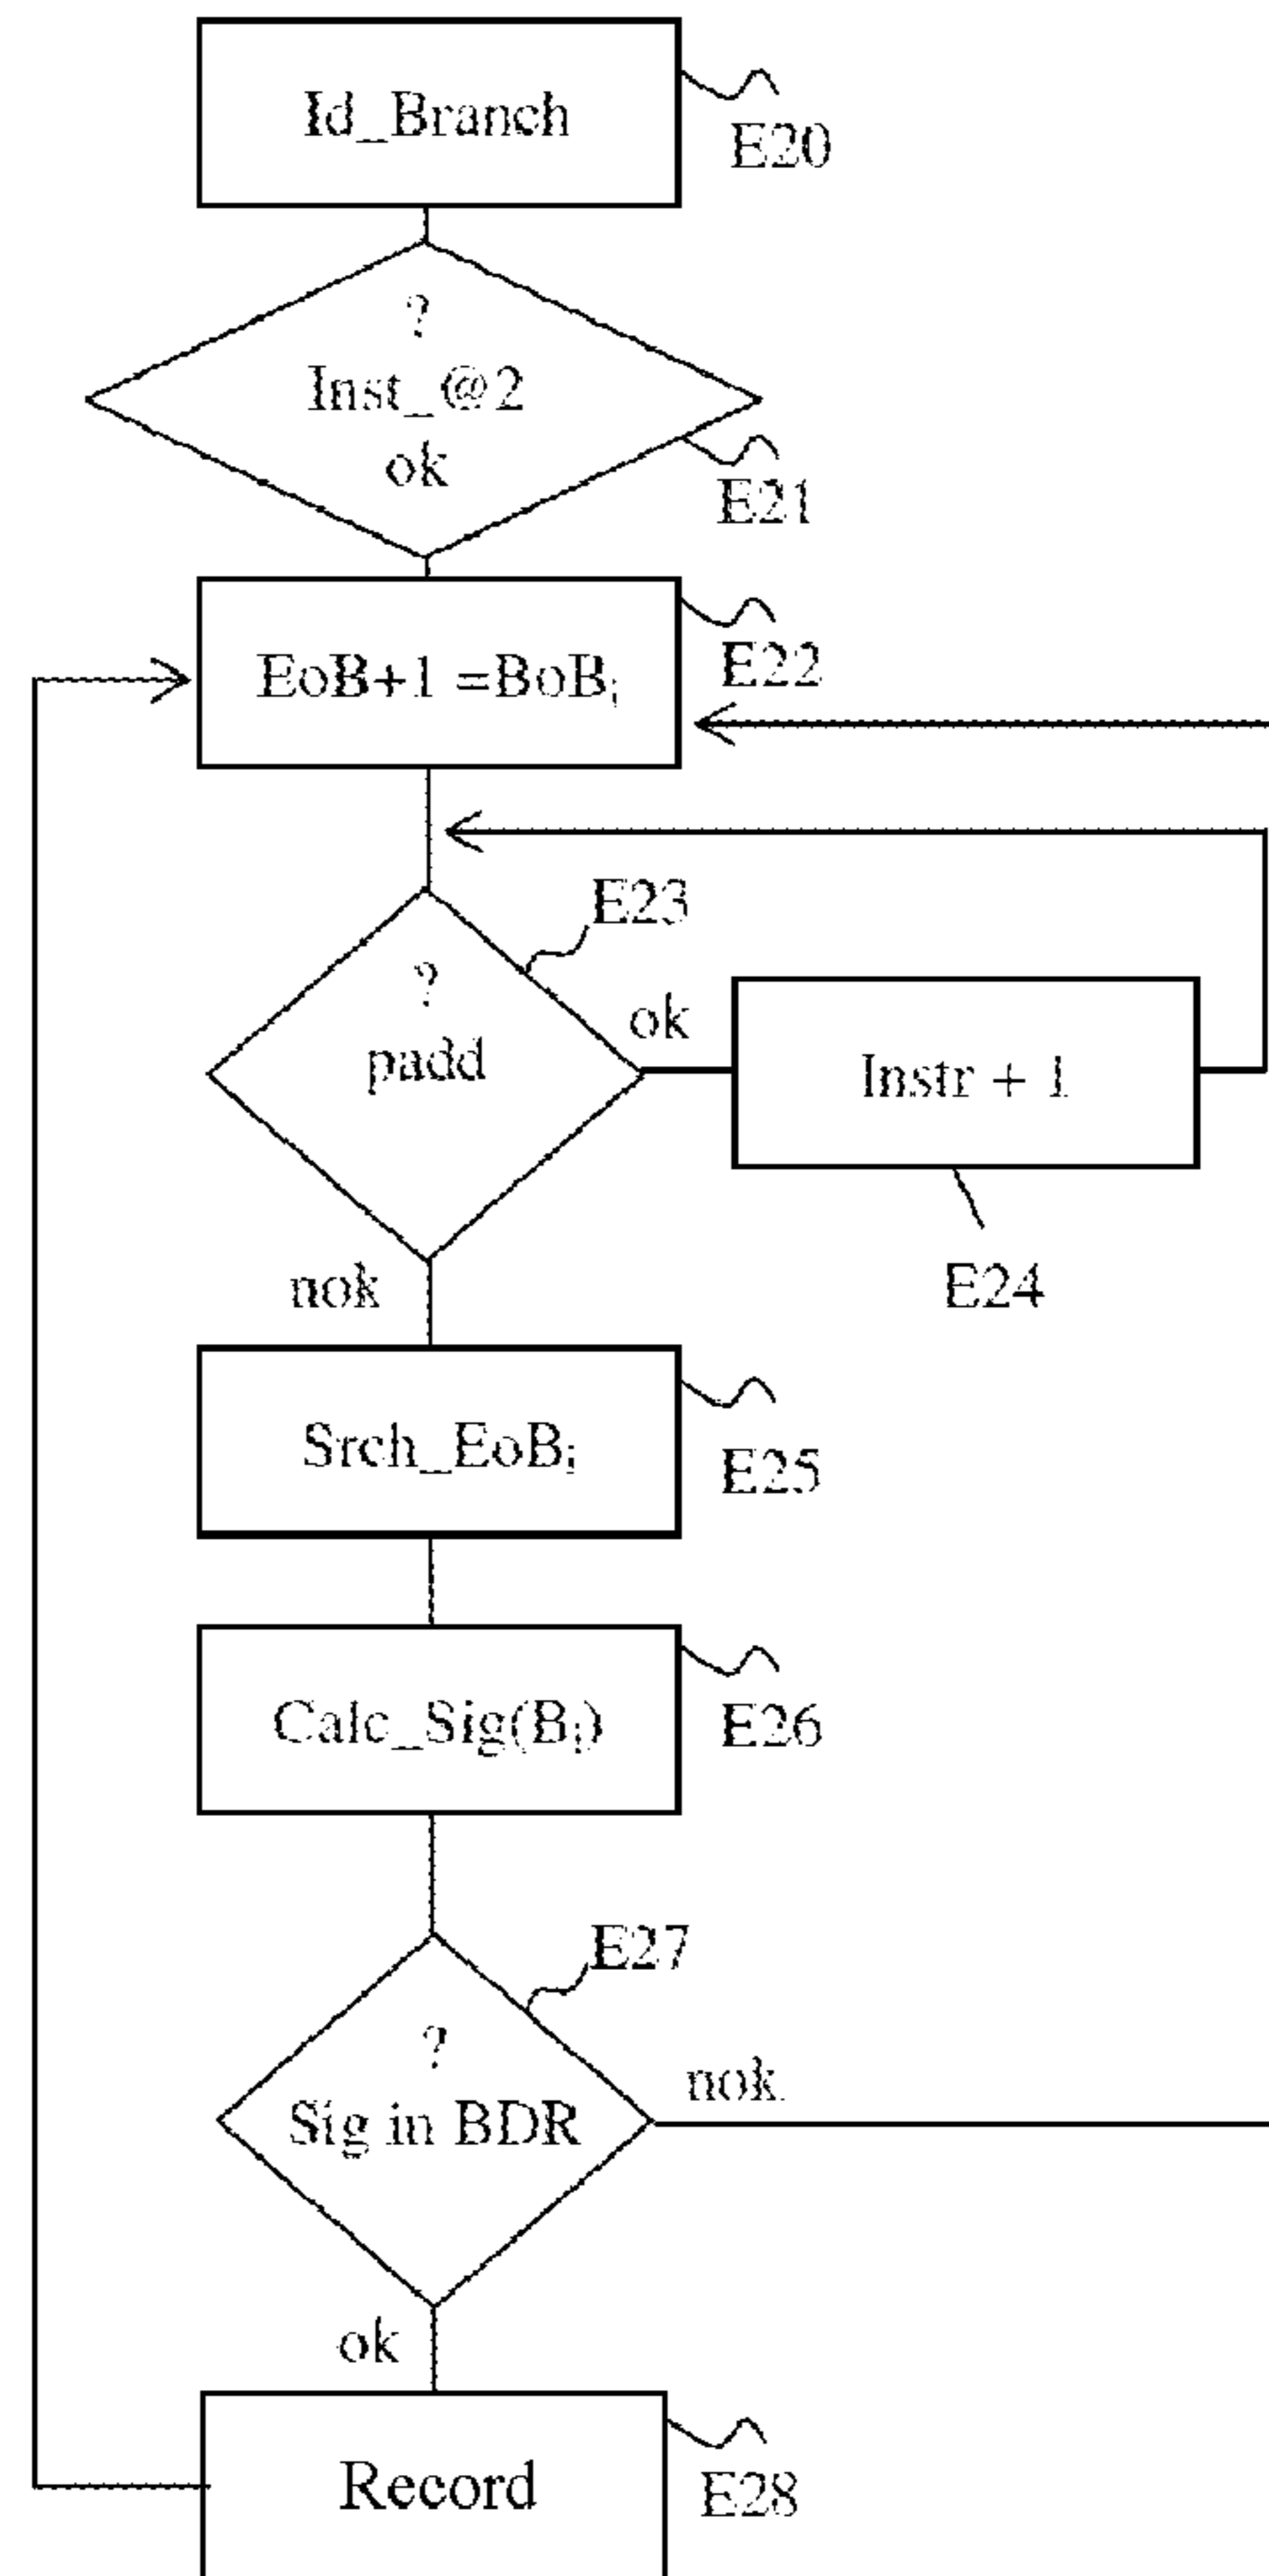 Id_Branch
E20
?
Inst_@2
ok
E21
EoB+1 =BoBᵢ
E22
E23
?
padd
ok
Instr + 1
E24
nok
Srch_EoBᵢ
E25
Calc_Sig(Bᵢ)
E26
E27
?
Sig in BDR
nok
ok
Record
E28